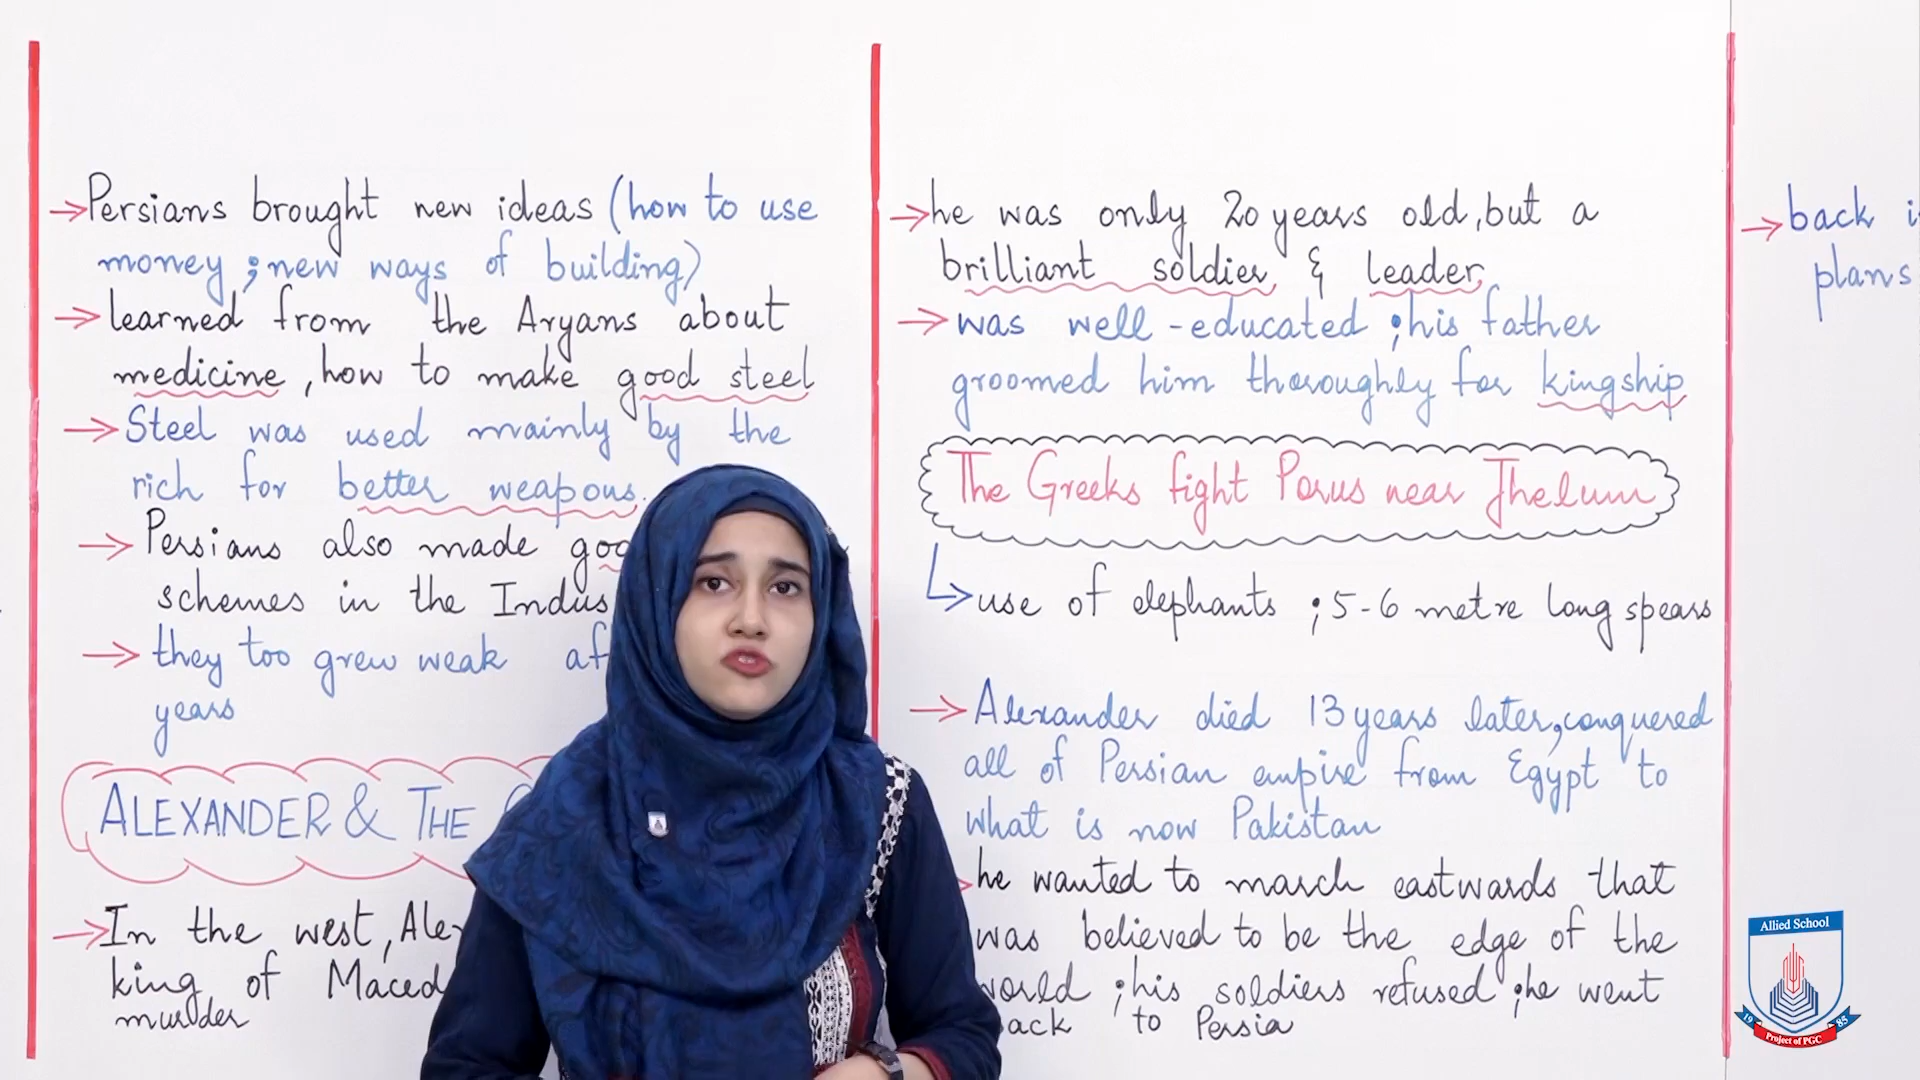 →Persians brought new ideas (how to use
money; new ways of building)
→learned from the Aryans about
medicine, how to make good steel
→Steel was used mainly by the
rich for better weapons.
→Persians also made
schemes in the Indus
→they too grew weak
years
ALEXANDER & THE
→In the west,
king of
murder
→he was only 20 years old, but a
brilliant soldier & leader
→was well-educated; his father
groomed him thoroughly for kingship
The Greeks fight Porus near Jhelum
use of elephants; 5-6 metre long spears
→Alexander died 13 years later, conquered
all of Persian empire from Egypt to
what is now Pakistan
he wanted to march eastwards that
was believed to be the edge of the
world; his soldiers refused; he went
back to Persia
→back
plans
Allied School
1985
Project of PGC